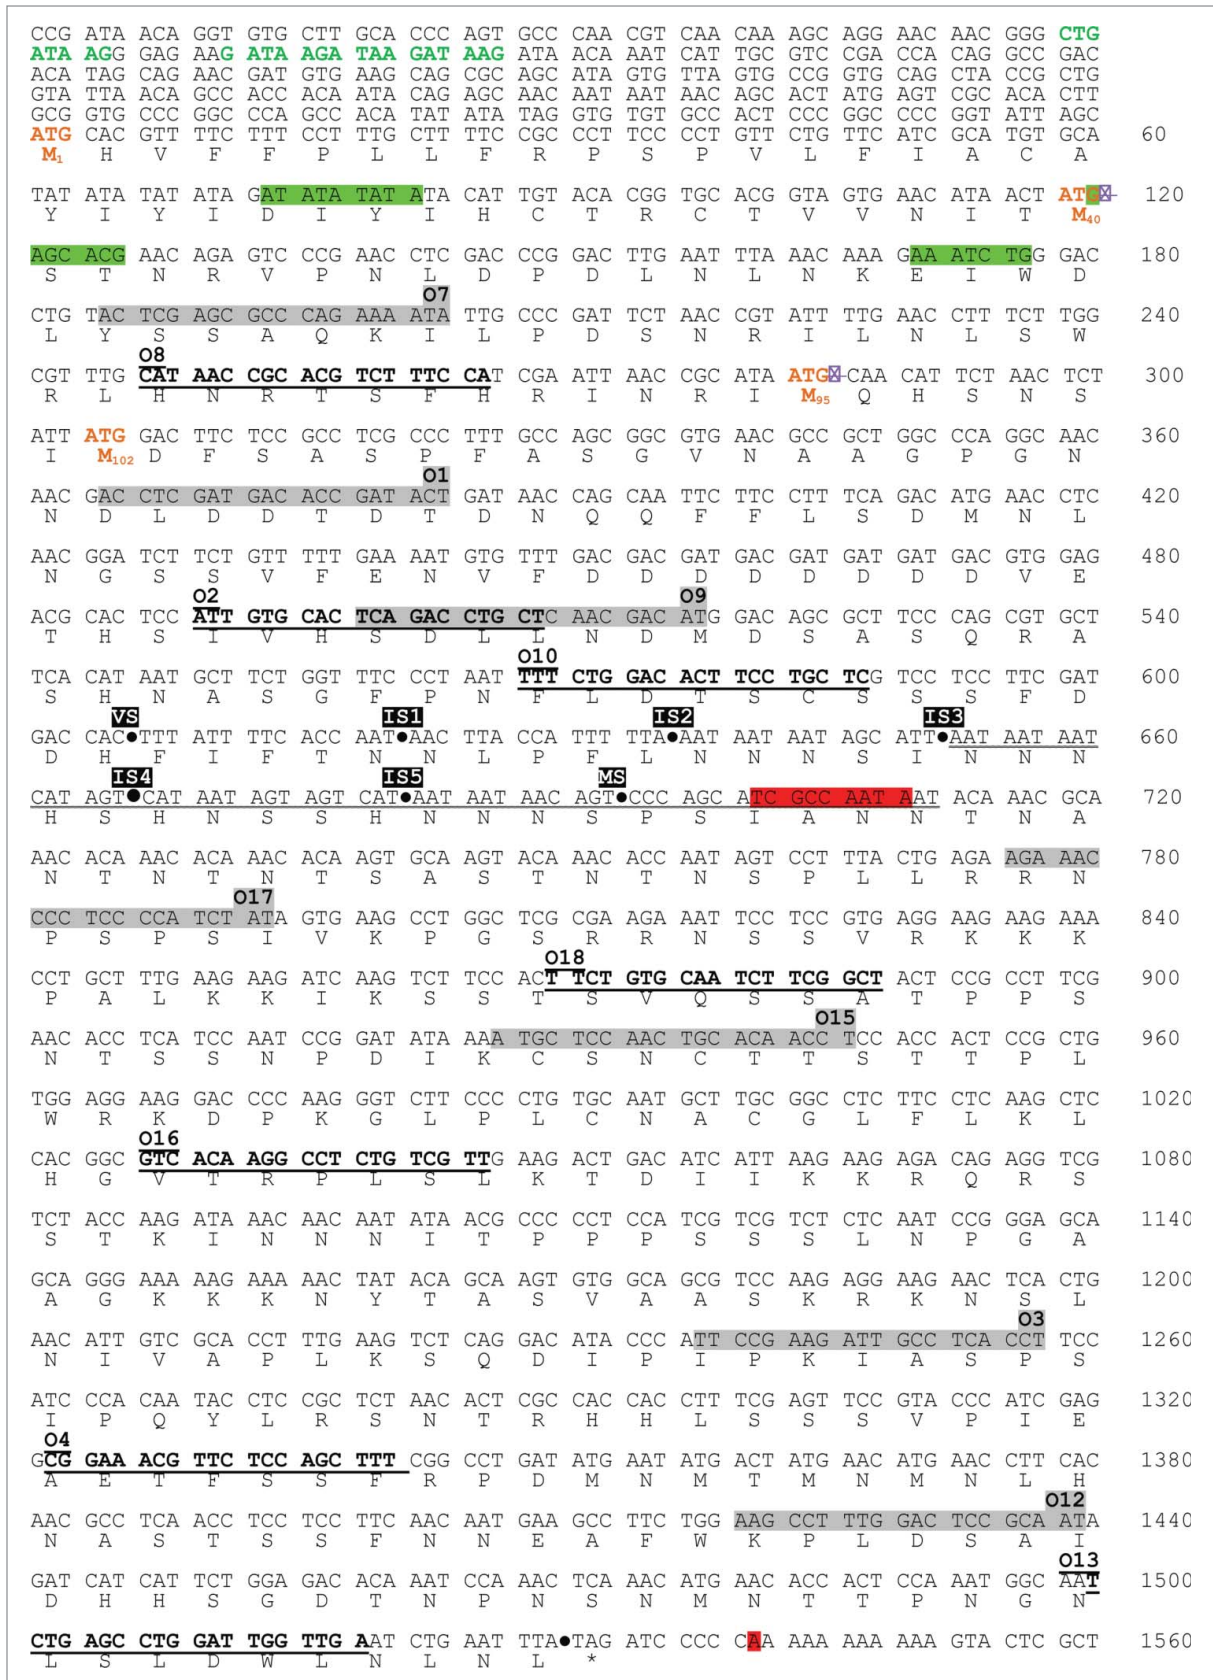 CCG ATA ACA GGT GTG CTT GCA CCC AGT GCC CAA CGT CAA CAA AGC AGG AAC AAC GGG CTG
ATA AGG GAG AAG ATA AGA TAA GAT AAG ATA ACA AAT CAT TGC GTC CGA CCA CAG GCC GAC
ACA TAG CAG AAC GAT GTG AAG CAG CGC AGC ATA GTG TTA GTG CCG GTG CAG CTA CCG CTG
GTA TTA ACA GCC ACC ACA ATA CAG AGC AAC AAT AAT AAC AGC ACT ATG AGT CGC ACA CTT
GCG GTG CCC GGC CCA GCC ACA TAT ATA TAG GTG TGT GCC ACT CCC GGC CCC GGT ATT AGC
ATG CAC GTT TTC TTT CCT TTG CTT TTC CGC CCT TCC CCT GTT CTG TTC ATC GCA TGT GCA 60
M1 H V F F P L L F R P S P V L F I A C A
TAT ATA TAT ATA GAT ATA TAT ATA CAT TGT ACA CGG TGC ACG GTA GTG AAC ATA ACT ATG 120
Y I Y I D I Y I H C T R C T V V N I T M40
AGC ACG AAC AGA GTC CCG AAC CTC GAC CCG GAC TTG AAT TTA AAC AAA GAA ATC TGG GAC 180
S T N R V P N L D P D L N L N K E I W D
O7
CTG TAC TCG AGC GCC CAG AAA ATA TTG CCC GAT TCT AAC CGT ATT TTG AAC CTT TCT TGG 240
L Y S S A Q K I L P D S N R I L N L S W
O8
CGT TTG CAT AAC CGC ACG TCT TTC CAT CGA ATT AAC CGC ATA ATG CAA CAT TCT AAC TCT 300
R L H N R T S F H R I N R I M95 Q H S N S
ATT ATG GAC TTC TCC GCC TCG CCC TTT GCC AGC GGC GTG AAC GCC GCT GGC CCA GGC AAC 360
I M102 D F S A S P F A S G V N A A G P G N
O1
AAC GAC CTC GAT GAC ACC GAT ACT GAT AAC CAG CAA TTC TTC CTT TCA GAC ATG AAC CTC 420
N D L D D T D T D N Q Q F F L S D M N L
AAC GGA TCT TCT GTT TTT GAA AAT GTG TTT GAC GAC GAT GAC GAT GAT GAT GAC GTG GAG 480
N G S S V F E N V F D D D D D D D D V E
O2 O9
ACG CAC TCC ATT GTG CAC TCA GAC CTG CTC AAC GAC ATG GAC AGC GCT TCC CAG CGT GCT 540
T H S I V H S D L L N D M D S A S Q R A
O10
TCA CAT AAT GCT TCT GGT TTC CCT AAT TTT CTG GAC ACT TCC TGC TCG TCC TCC TTC GAT 600
S H N A S G F P N F L D T S C S S S F D
VS IS1 IS2 IS3
GAC CAC•TTT ATT TTC ACC AAT•AAC TTA CCA TTT TTA•AAT AAT AAT AGC ATT•AAT AAT AAT 660
D H F I F T N N L P F L N N N S I N N N
IS4 IS5 MS
CAT AGT•CAT AAT AGT AGT CAT•AAT AAT AAC AGT•CCC AGC ATC GCC AAT AAT ACA AAC GCA 720
H S H N S S H N N N S P S I A N N T N A
AAC ACA AAC ACA AAC ACA AGT GCA AGT ACA AAC ACC AAT AGT CCT TTA CTG AGA AGA AAC 780
N T N T N T S A S T N T N S P L L R R N
O17
CCC TCC CCA TCT ATA GTG AAG CCT GGC TCG CGA AGA AAT TCC TCC GTG AGG AAG AAG AAA 840
P S P S I V K P G S R R N S S V R K K K
O18
CCT GCT TTG AAG AAG ATC AAG TCT TCC ACT TCT GTG CAA TCT TCG GCT ACT CCG CCT TCG 900
P A L K K I K S S T S V Q S S A T P P S
O15
AAC ACC TCA TCC AAT CCG GAT ATA AAA TGC TCC AAC TGC ACA ACC TCC ACC ACT CCG CTG 960
N T S S N P D I K C S N C T T S T T P L
TGG AGG AAG GAC CCC AAG GGT CTT CCC CTG TGC AAT GCT TGC GGC CTC TTC CTC AAG CTC 1020
W R K D P K G L P L C N A C G L F L K L
O16
CAC GGC GTC ACA AGG CCT CTG TCG TTG AAG ACT GAC ATC ATT AAG AAG AGA CAG AGG TCG 1080
H G V T R P L S L K T D I I K K R Q R S
TCT ACC AAG ATA AAC AAC AAT ATA ACG CCC CCT CCA TCG TCG TCT CTC AAT CCG GGA GCA 1140
S T K I N N N I T P P P S S S L N P G A
GCA GGG AAA AAG AAA AAC TAT ACA GCA AGT GTG GCA GCG TCC AAG AGG AAG AAC TCA CTG 1200
A G K K K N Y T A S V A A S K R K N S L
O3
AAC ATT GTC GCA CCT TTG AAG TCT CAG GAC ATA CCC ATT CCG AAG ATT GCC TCA CCT TCC 1260
N I V A P L K S Q D I P I P K I A S P S
ATC CCA CAA TAC CTC CGC TCT AAC ACT CGC CAC CAC CTT TCG AGT TCC GTA CCC ATC GAG 1320
I P Q Y L R S N T R H H L S S S V P I E
O4
GCG GAA ACG TTC TCC AGC TTT CGG CCT GAT ATG AAT ATG ACT ATG AAC ATG AAC CTT CAC 1380
A E T F S S F R P D M N M T M N M N L H
O12
AAC GCC TCA ACC TCC TCC TTC AAC AAT GAA GCC TTC TGG AAG CCT TTG GAC TCC GCA ATA 1440
N A S T S S F N N E A F W K P L D S A I
O13
GAT CAT CAT TCT GGA GAC ACA AAT CCA AAC TCA AAC ATG AAC ACC ACT CCA AAT GGC AAT 1500
D H H S G D T N P N S N M N T T P N G N
CTG AGC CTG GAT TGG TTG AAT CTG AAT TTA•TAG ATC CCC CCA AAA AAA AAA GTA CTC GCT 1560
L S L D W L N L N L *